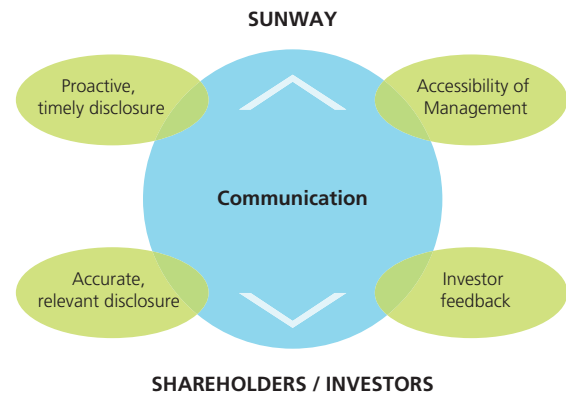 SUNWAY
Proactive,
timely disclosure
Accessibility of
Management
Communication
Accurate,
relevant disclosure
Investor
feedback
SHAREHOLDERS / INVESTORS